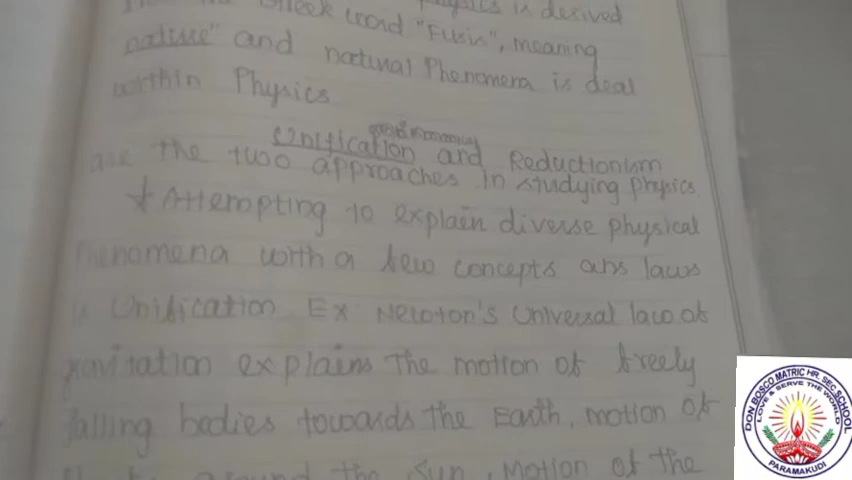 Greek word "Fusis", meaning
nature" and natural Phenomena is deal
within Physics
Unification and Reductionism
are the two approaches in studying physics
* Attempting to explain diverse physical
Phenomena with a few concepts ans laws
is Unification Ex Newton's Universal law of
gravitation explains the motion of freely
falling bodies towards the Earth, motion of
around the Sun, Motion of the
DON BOSCO MATRIC HR. SEC SCHOOL
LOVE & SERVE THE WORLD
PARAMAKUDI